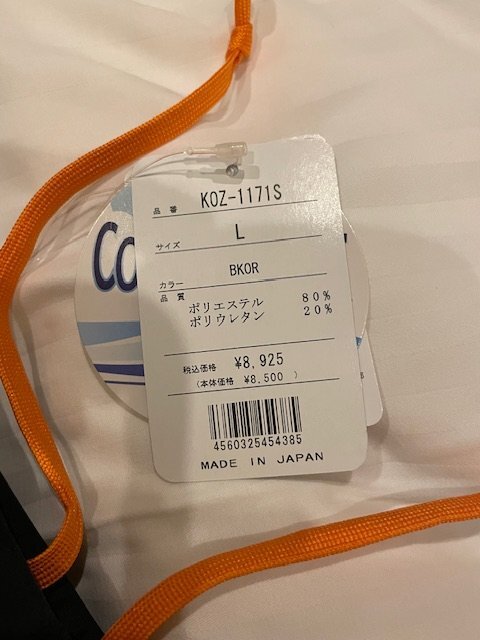 品番 KOZ-1171S
サイズ L
カラー BKOR
品質
ポリエステル 80%
ポリウレタン 20%
税込価格 ¥8,925
(本体価格 ¥8,500 )
4560325454385
MADE IN JAPAN
Co